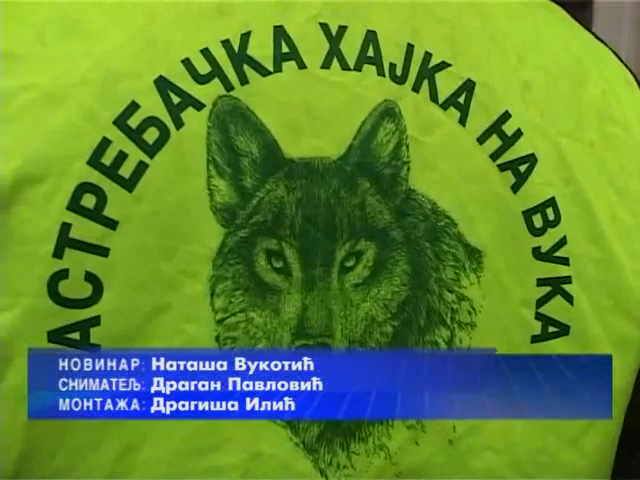 АСТРЕБАЧКА ХАЈКА НА ВУКА
НОВИНАР: Наташа Вукотић
СНИМАТЕЉ: Драган Павловић
МОНТАЖА: Драгиша Илић